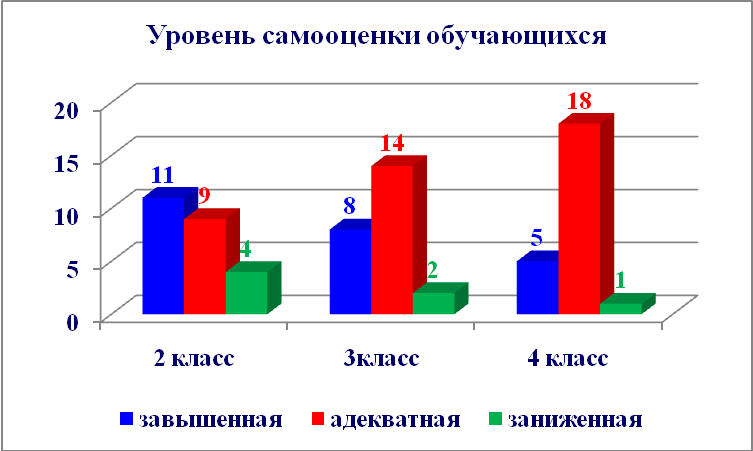 Уровень самооценки обучающихся
20
15
10
5
0
11
9
4
8
14
2
5
18
1
2 класс
3класс
4 класс
завышенная
адекватная
заниженная